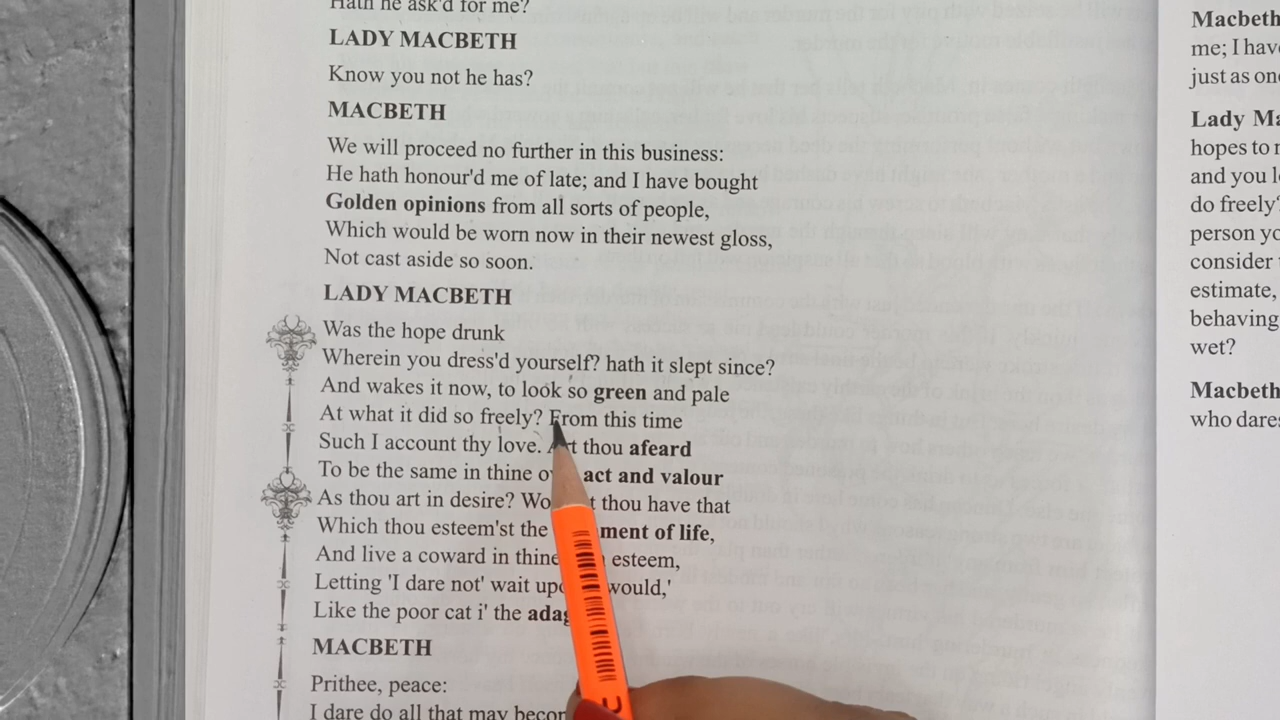 Hath he ask'd for me?
LADY MACBETH
Know you not he has?
MACBETH
We will proceed no further in this business:
He hath honour'd me of late; and I have bought
Golden opinions from all sorts of people,
Which would be worn now in their newest gloss,
Not cast aside so soon.
LADY MACBETH
Was the hope drunk
Wherein you dress'd yourself? hath it slept since?
And wakes it now, to look so green and pale
At what it did so freely? From this time
Such I account thy love. Art thou afeard
To be the same in thine act and valour
As thou art in desire? thou have that
Which thou esteem'st the of life,
And live a coward in thine esteem,
Letting 'I dare not' wait would,'
Like the poor cat i' the
MACBETH
Prithee, peace:
I dare do all that may
Macbeth
me; I have
just as one
Lady
hopes to
and you
do freely?
person
consider
estimate,
behaving
wet?
Macbeth
who dares